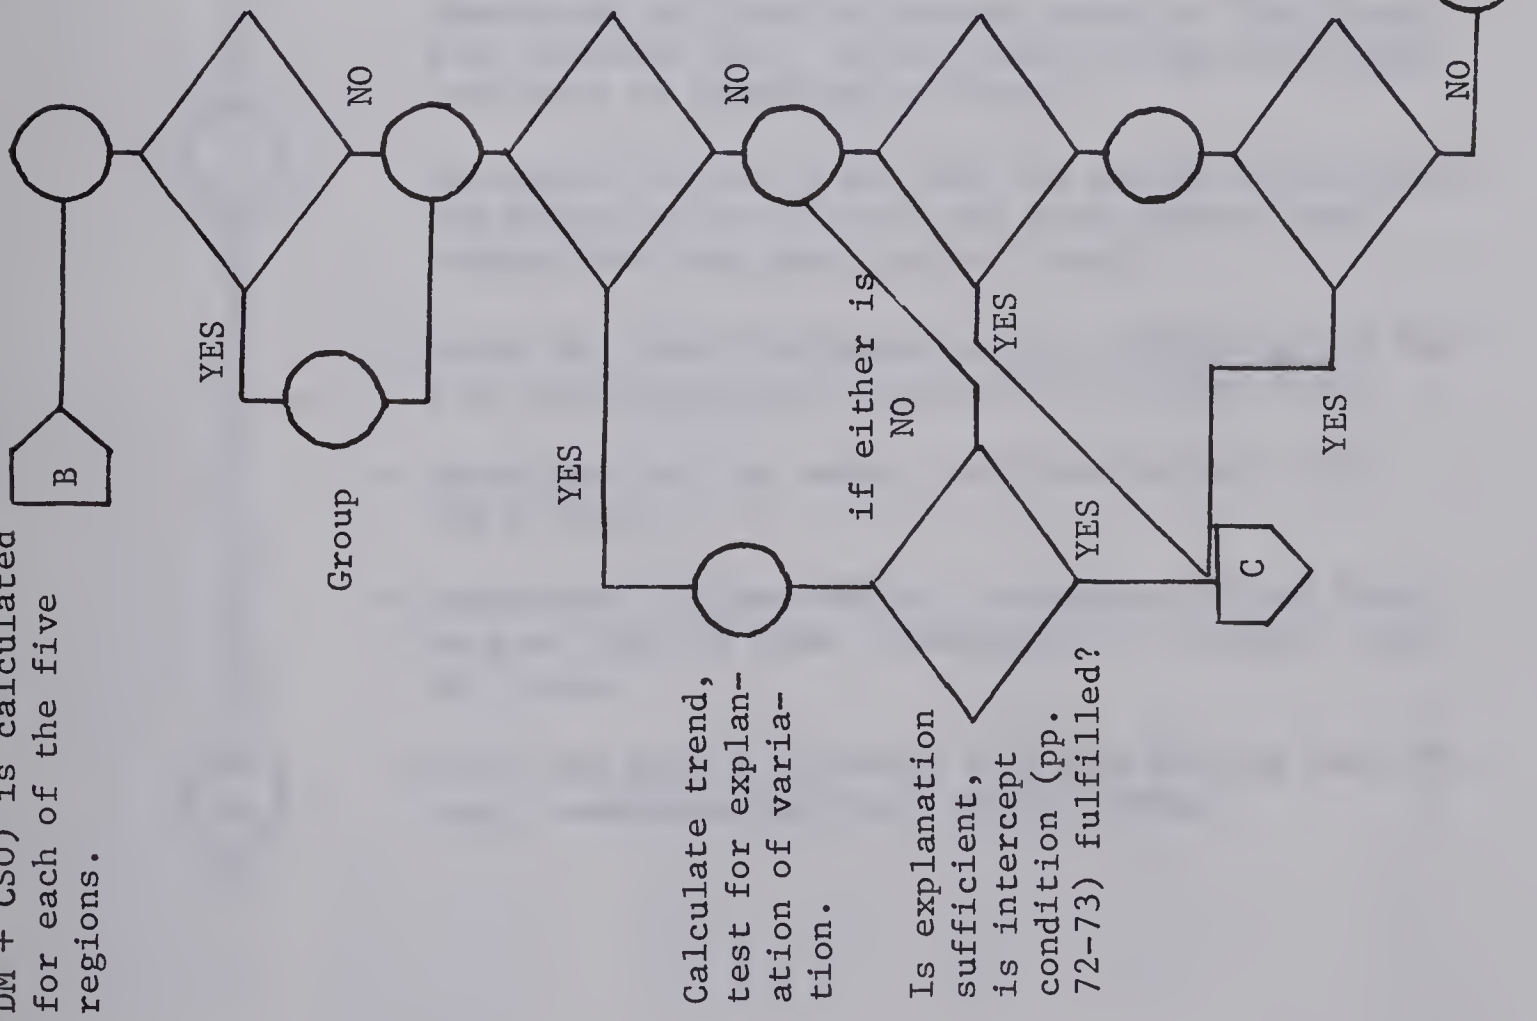 DM + CSO) is calculated
for each of the five
regions.
B
YES
NO
Group
YES
NO
Calculate trend,
test for explan-
ation of varia-
tion.
if either is
NO
YES
Is explanation
sufficient,
is intercept
condition (pp.
72-73) fulfilled?
YES
C
YES
NO